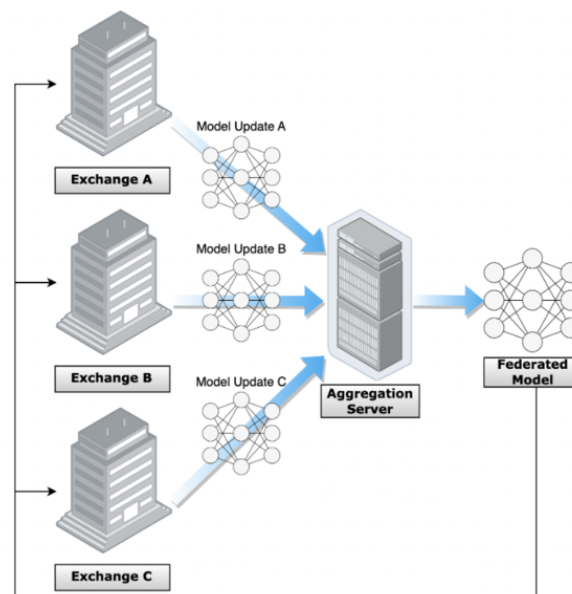 Model Update A
Exchange A
Model Update B
Exchange B
Aggregation
Server
Federated
Model
Model Update C
Exchange C